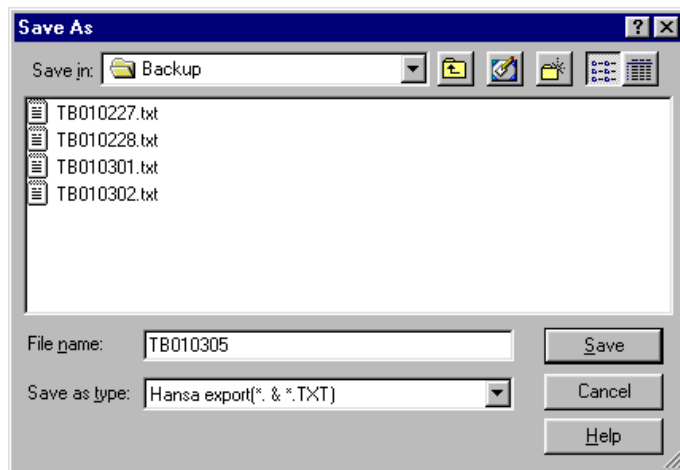 Save As
Save in: Backup
TB010227.txt
TB010228.txt
TB010301.txt
TB010302.txt
File name: TB010305 Save
Save as type: Hansa export(*. & *.TXT) Cancel
Help